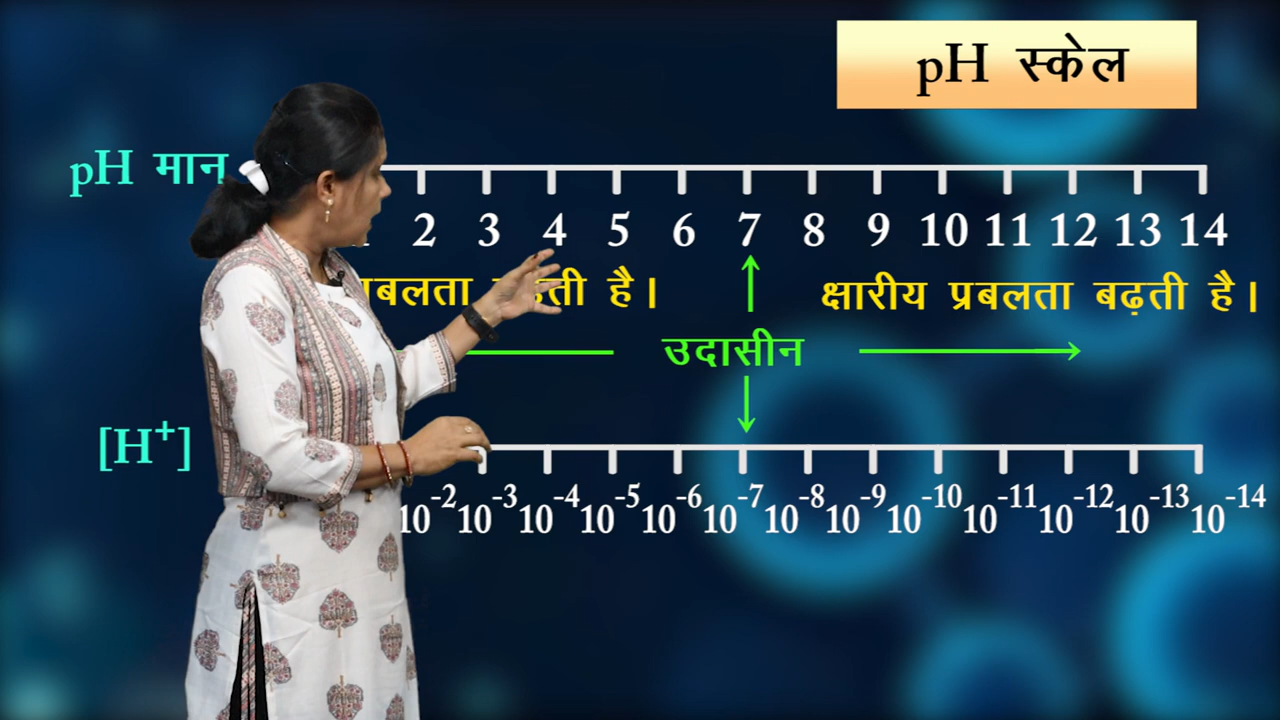 pH स्केल
pH मान
2 3 4 5 6 7 8 9 10 11 12 13 14
है। क्षारीय प्रबलता बढ़ती है।
उदासीन
[H⁺]
10⁻² 10⁻³ 10⁻⁴ 10⁻⁵ 10⁻⁶ 10⁻⁷ 10⁻⁸ 10⁻⁹ 10⁻¹⁰ 10⁻¹¹ 10⁻¹² 10⁻¹³ 10⁻¹⁴